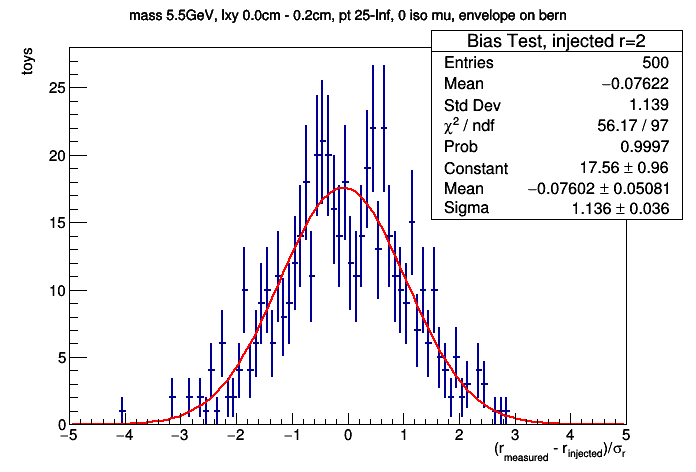 mass 5.5GeV, lxy 0.0cm - 0.2cm, pt 25-Inf, 0 iso mu, envelope on bern
Bias Test, injected r=2
Entries 500
Mean −0.07622
Std Dev 1.139
χ² / ndf 56.17 / 97
Prob 0.9997
Constant 17.56 ± 0.96
Mean −0.07602 ± 0.05081
Sigma 1.136 ± 0.036
toys
25
20
15
10
5
0
−5 −4 −3 −2 −1 0 1 2 3 4 5
(r_measured - r_injected)/σ_r